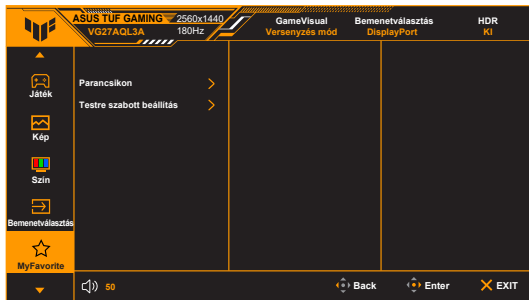 ASUS TUF GAMING 2560x1440
VG27AQL3A 180Hz
GameVisual Bemenetválasztás HDR
Versenyzés mód DisplayPort KI
Játék
Kép
Szín
Bemenetválasztás
MyFavorite
Parancsikon
Testre szabott beállítás
50
Back Enter EXIT